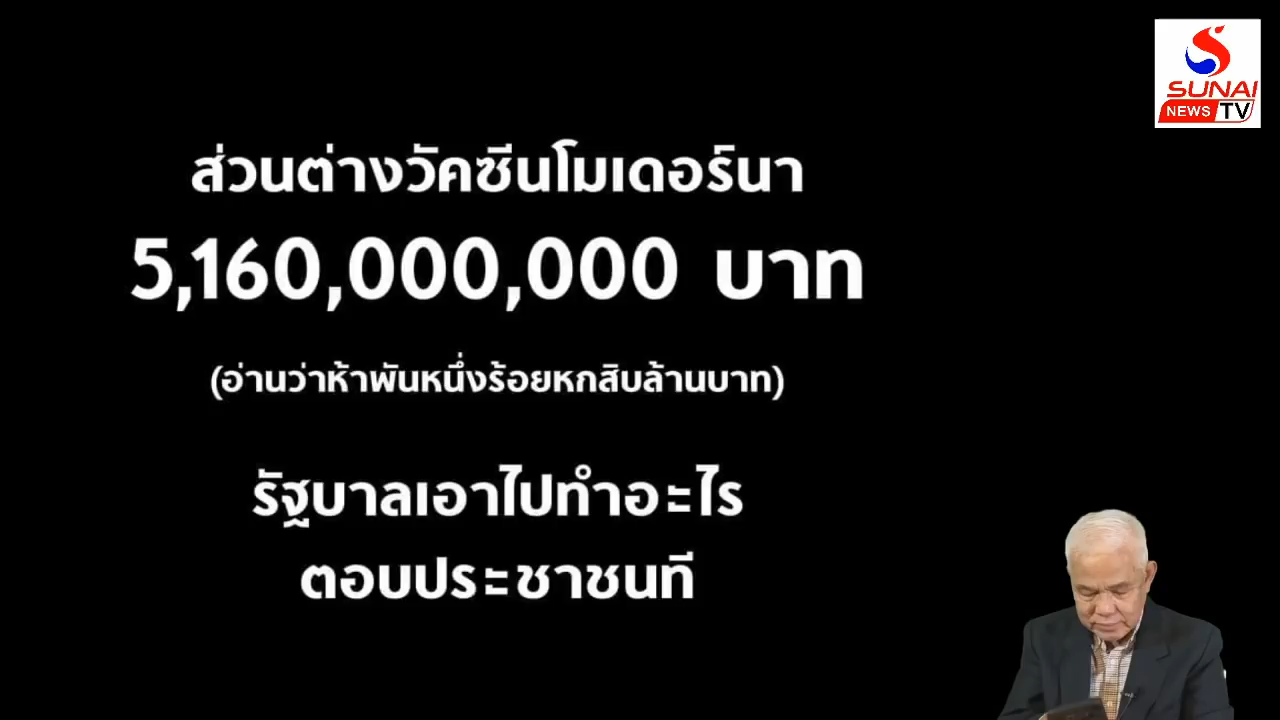 SUNAI
NEWS TV
ส่วนต่างวัคซีนโมเดอร์นา
5,160,000,000 บาท
(อ่านว่าห้าพันหนึ่งร้อยหกสิบล้านบาท)
รัฐบาลเอาไปทำอะไร
ตอบประชาชนที